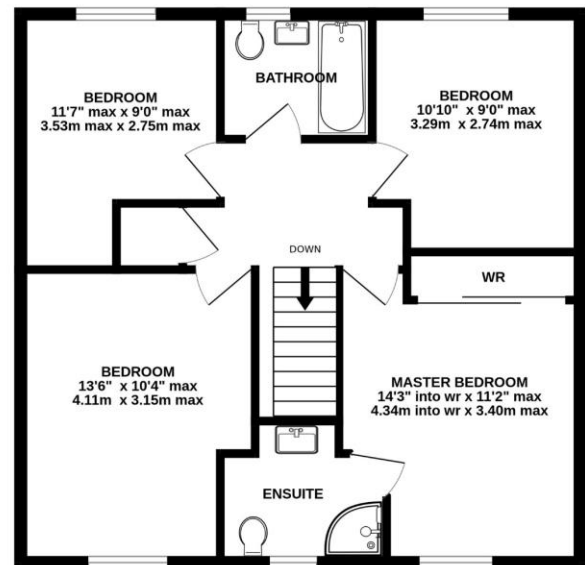 BEDROOM
11'7" max x 9'0" max
3.53m max x 2.75m max
BATHROOM
BEDROOM
10'10" x 9'0" max
3.29m x 2.74m max
DOWN
WR
BEDROOM
13'6" x 10'4" max
4.11m x 3.15m max
MASTER BEDROOM
14'3" into wr x 11'2" max
4.34m into wr x 3.40m max
ENSUITE